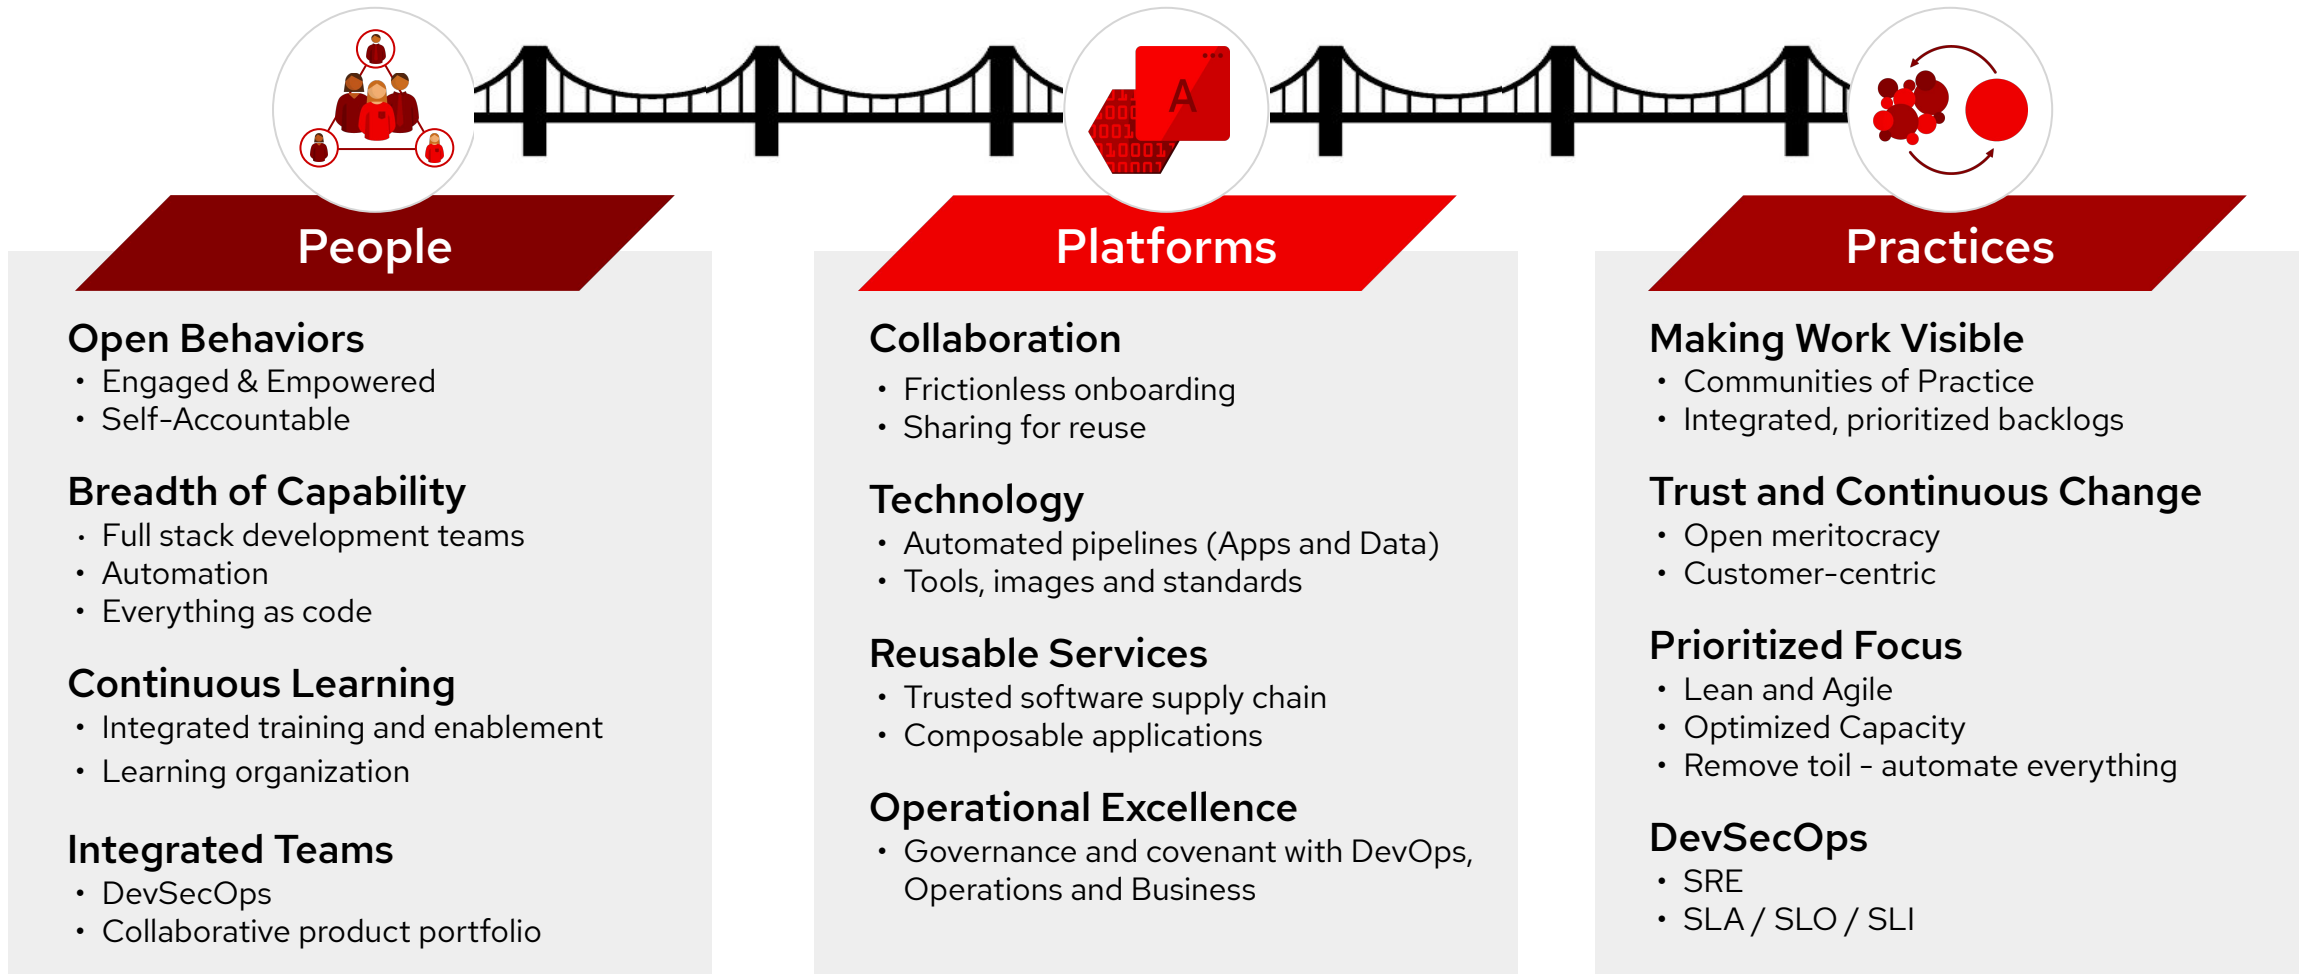 A
People
Open Behaviors
• Engaged & Empowered
• Self-Accountable
Breadth of Capability
• Full stack development teams
• Automation
• Everything as code
Continuous Learning
• Integrated training and enablement
• Learning organization
Integrated Teams
• DevSecOps
• Collaborative product portfolio
Platforms
Collaboration
• Frictionless onboarding
• Sharing for reuse
Technology
• Automated pipelines (Apps and Data)
• Tools, images and standards
Reusable Services
• Trusted software supply chain
• Composable applications
Operational Excellence
• Governance and covenant with DevOps,
Operations and Business
Practices
Making Work Visible
• Communities of Practice
• Integrated, prioritized backlogs
Trust and Continuous Change
• Open meritocracy
• Customer-centric
Prioritized Focus
• Lean and Agile
• Optimized Capacity
• Remove toil - automate everything
DevSecOps
• SRE
• SLA / SLO / SLI